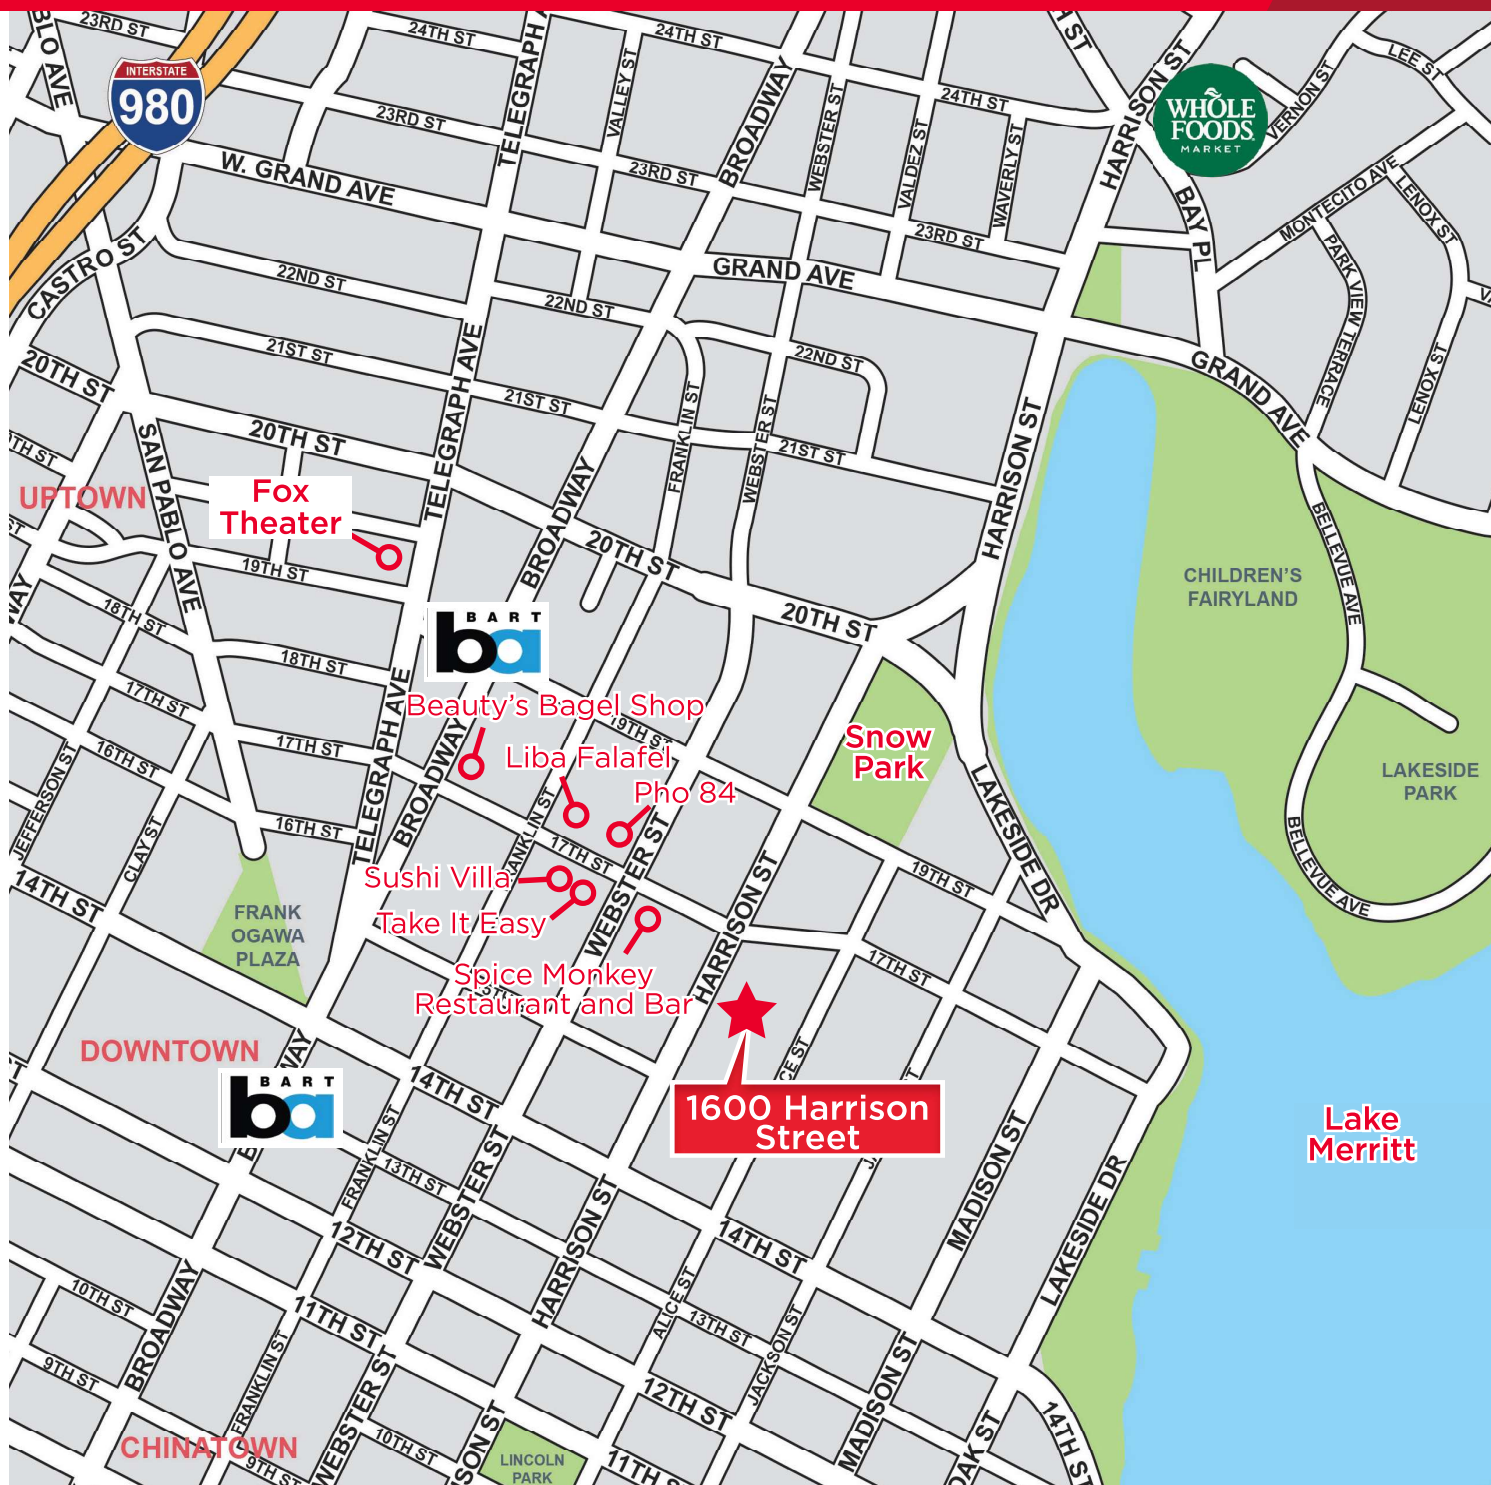 23RD ST
24TH ST
24TH ST
TELEGRAPH A
BROADWAY
HARRISON ST
LEE ST
INTERSTATE
980
23RD ST
VALLEY ST
WEBSTER ST
24TH ST
WHOLE
FOODS
MARKET
VERNON ST
W. GRAND AVE
23RD ST
VALDEZ ST
WAVERLY ST
BAY PL
MONTECITO AVE
LENOX ST
CASTRO ST
22ND ST
22ND ST
GRAND AVE
23RD ST
PARK VIEW TERRACE
20TH ST
21ST ST
TELEGRAPH AVE
21ST ST
22ND ST
GRAND AVE
LENOX ST
SAN PABLO AVE
20TH ST
FRANKLIN ST
WEBSTER ST
21ST ST
HARRISON ST
UPTOWN
Fox
Theater
BROADWAY
20TH ST
BELLEVUE AVE
19TH ST
CHILDREN'S
FAIRYLAND
18TH ST
BART
ba
20TH ST
18TH ST
17TH ST
TELEGRAPH AVE
Beauty's Bagel Shop
19TH ST
Snow
Park
16TH ST
17TH ST
BROADWAY
Liba Falafel
Pho 84
LAKESIDE
PARK
JEFFERSON ST
CLAY ST
16TH ST
17TH ST
WEBSTER ST
HARRISON ST
19TH ST
LAKESIDE DR
BELLEVUE AVE
14TH ST
Sushi Villa
Take It Easy
FRANK
OGAWA
PLAZA
Spice Monkey
Restaurant and Bar
17TH ST
DOWNTOWN
BART
ba
14TH ST
1600 Harrison
Street
Lake
Merritt
FRANKLIN ST
13TH ST
WEBSTER ST
HARRISON ST
MADISON ST
LAKESIDE DR
12TH ST
14TH ST
10TH ST
BROADWAY
11TH ST
ALICE ST
13TH ST
JACKSON ST
9TH ST
FRANKLIN ST
WEBSTER ST
12TH ST
MADISON ST
OAK ST
14TH ST
CHINATOWN
9TH ST
10TH ST
LINCOLN
PARK
11TH S